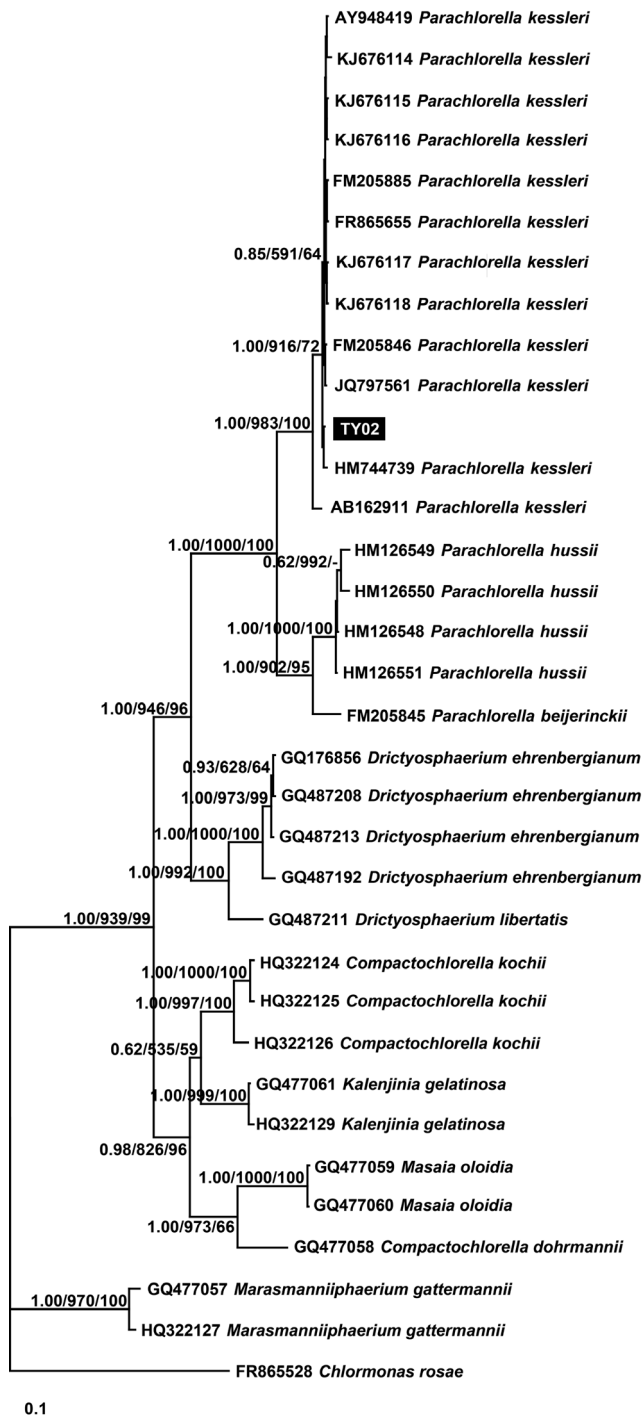 AY948419 Parachlorella kessleri
KJ676114 Parachlorella kessleri
KJ676115 Parachlorella kessleri
KJ676116 Parachlorella kessleri
FM205885 Parachlorella kessleri
FR865655 Parachlorella kessleri
0.85/591/64
KJ676117 Parachlorella kessleri
KJ676118 Parachlorella kessleri
1.00/916/72
FM205846 Parachlorella kessleri
JQ797561 Parachlorella kessleri
1.00/983/100
TY02
HM744739 Parachlorella kessleri
AB162911 Parachlorella kessleri
1.00/1000/100
HM126549 Parachlorella hussii
0.62/992/-
HM126550 Parachlorella hussii
1.00/1000/100
HM126548 Parachlorella hussii
1.00/902/95
HM126551 Parachlorella hussii
1.00/946/96
FM205845 Parachlorella beijerinckii
GQ176856 Drictyosphaerium ehrenbergianum
0.93/628/64
GQ487208 Drictyosphaerium ehrenbergianum
1.00/973/99
1.00/1000/100
GQ487213 Drictyosphaerium ehrenbergianum
1.00/992/100
GQ487192 Drictyosphaerium ehrenbergianum
1.00/939/99
GQ487211 Drictyosphaerium libertatis
HQ322124 Compactochlorella kochii
1.00/1000/100
HQ322125 Compactochlorella kochii
1.00/997/100
HQ322126 Compactochlorella kochii
0.62/535/59
GQ477061 Kalenjinia gelatinosa
1.00/999/100
HQ322129 Kalenjinia gelatinosa
0.98/826/96
GQ477059 Masaia oloidia
1.00/1000/100
GQ477060 Masaia oloidia
1.00/973/66
GQ477058 Compactochlorella dohrmannii
GQ477057 Marasmanniiphaerium gattermannii
1.00/970/100
HQ322127 Marasmanniiphaerium gattermannii
FR865528 Chlormonas rosae
0.1